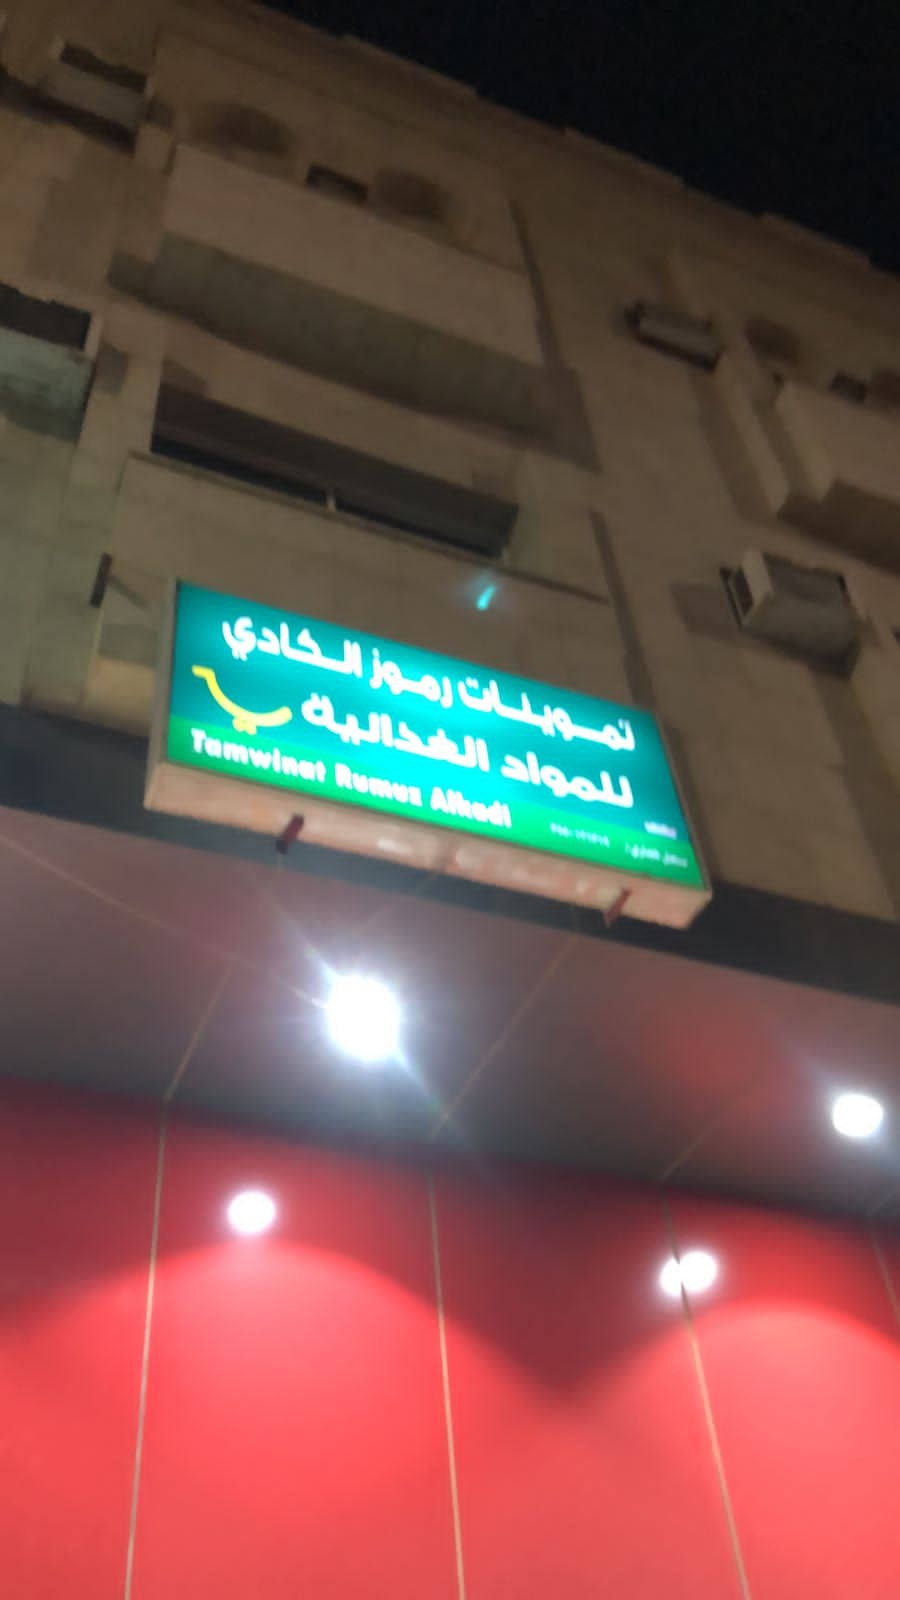 تموينات رموز الكادي
للمواد الغذائية
Tamwinat Rumuz Alkadi